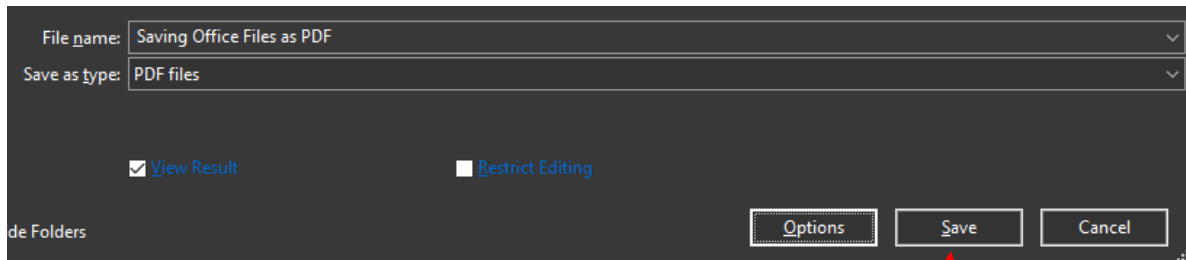 File name: Saving Office Files as PDF
Save as type: PDF files
View Result Restrict Editing
de Folders Options Save Cancel